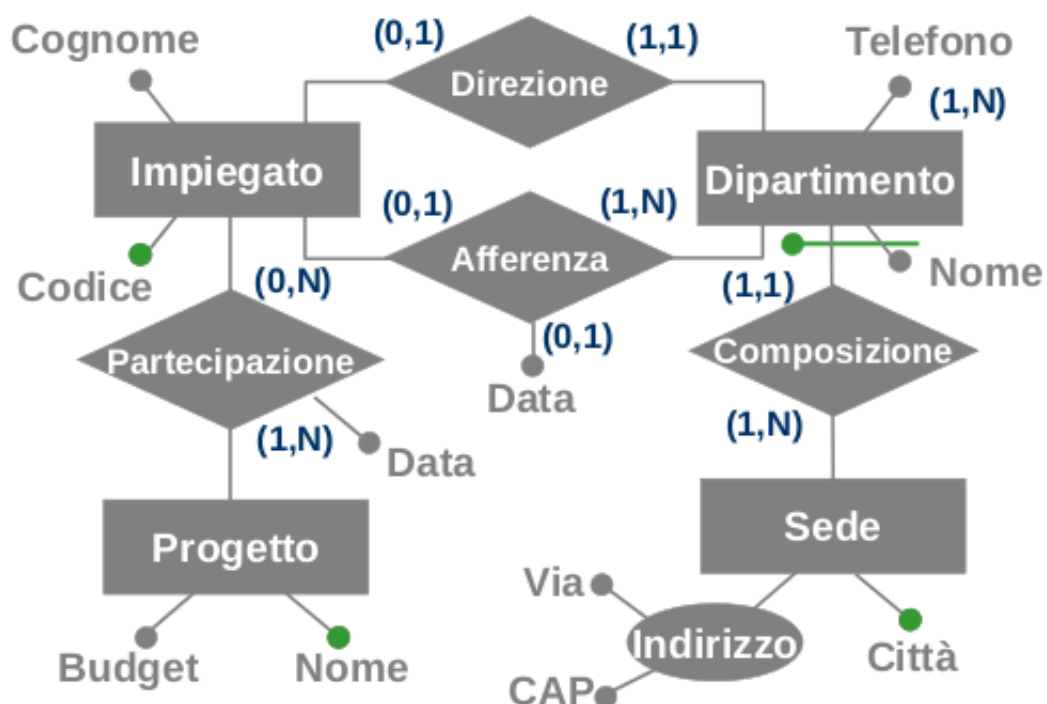 Cognome
(0,1)
Direzione
(1,1)
Telefono
(1,N)
Impiegato
Dipartimento
(0,1)
Afferenza
(1,N)
Codice
(0,N)
(1,1)
Nome
Partecipazione
(0,1)
Data
Composizione
(1,N)
Data
(1,N)
Progetto
Sede
Via
Indirizzo
Città
Budget
Nome
CAP